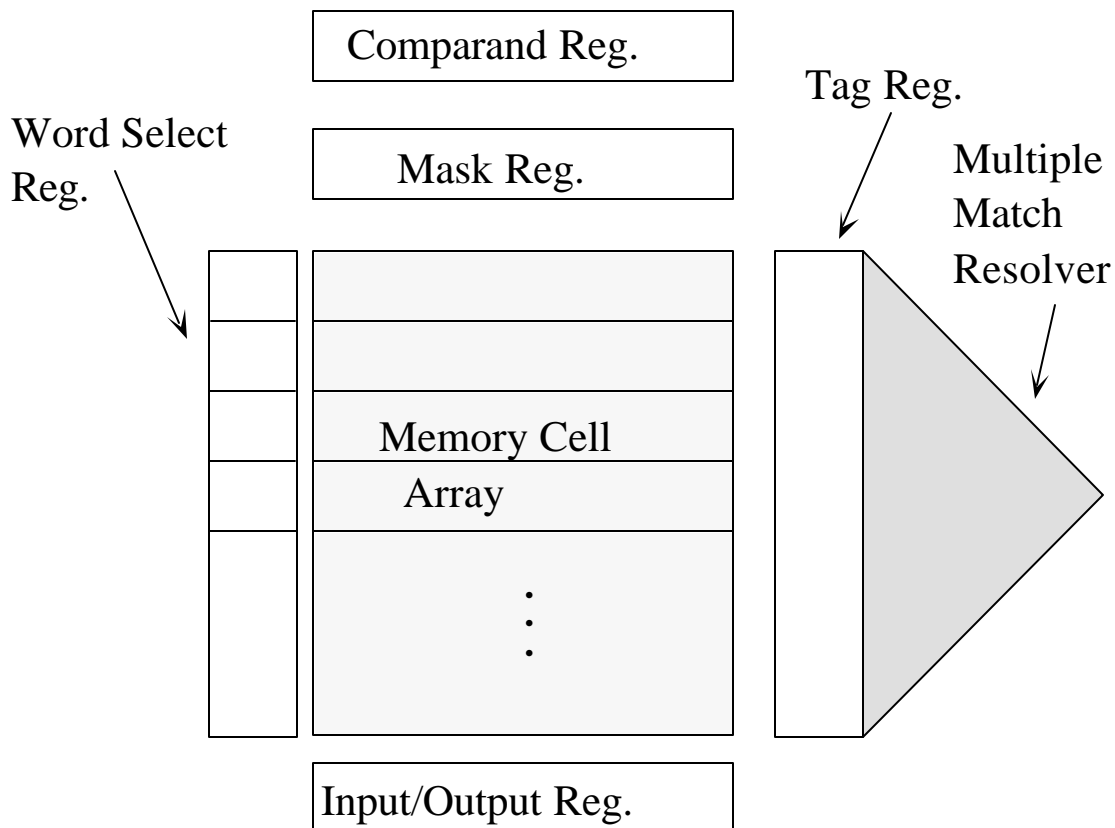 Comparand Reg.
Tag Reg.
Word Select
Reg.
Mask Reg.
Multiple
Match
Resolver
Memory Cell
Array
Input/Output Reg.